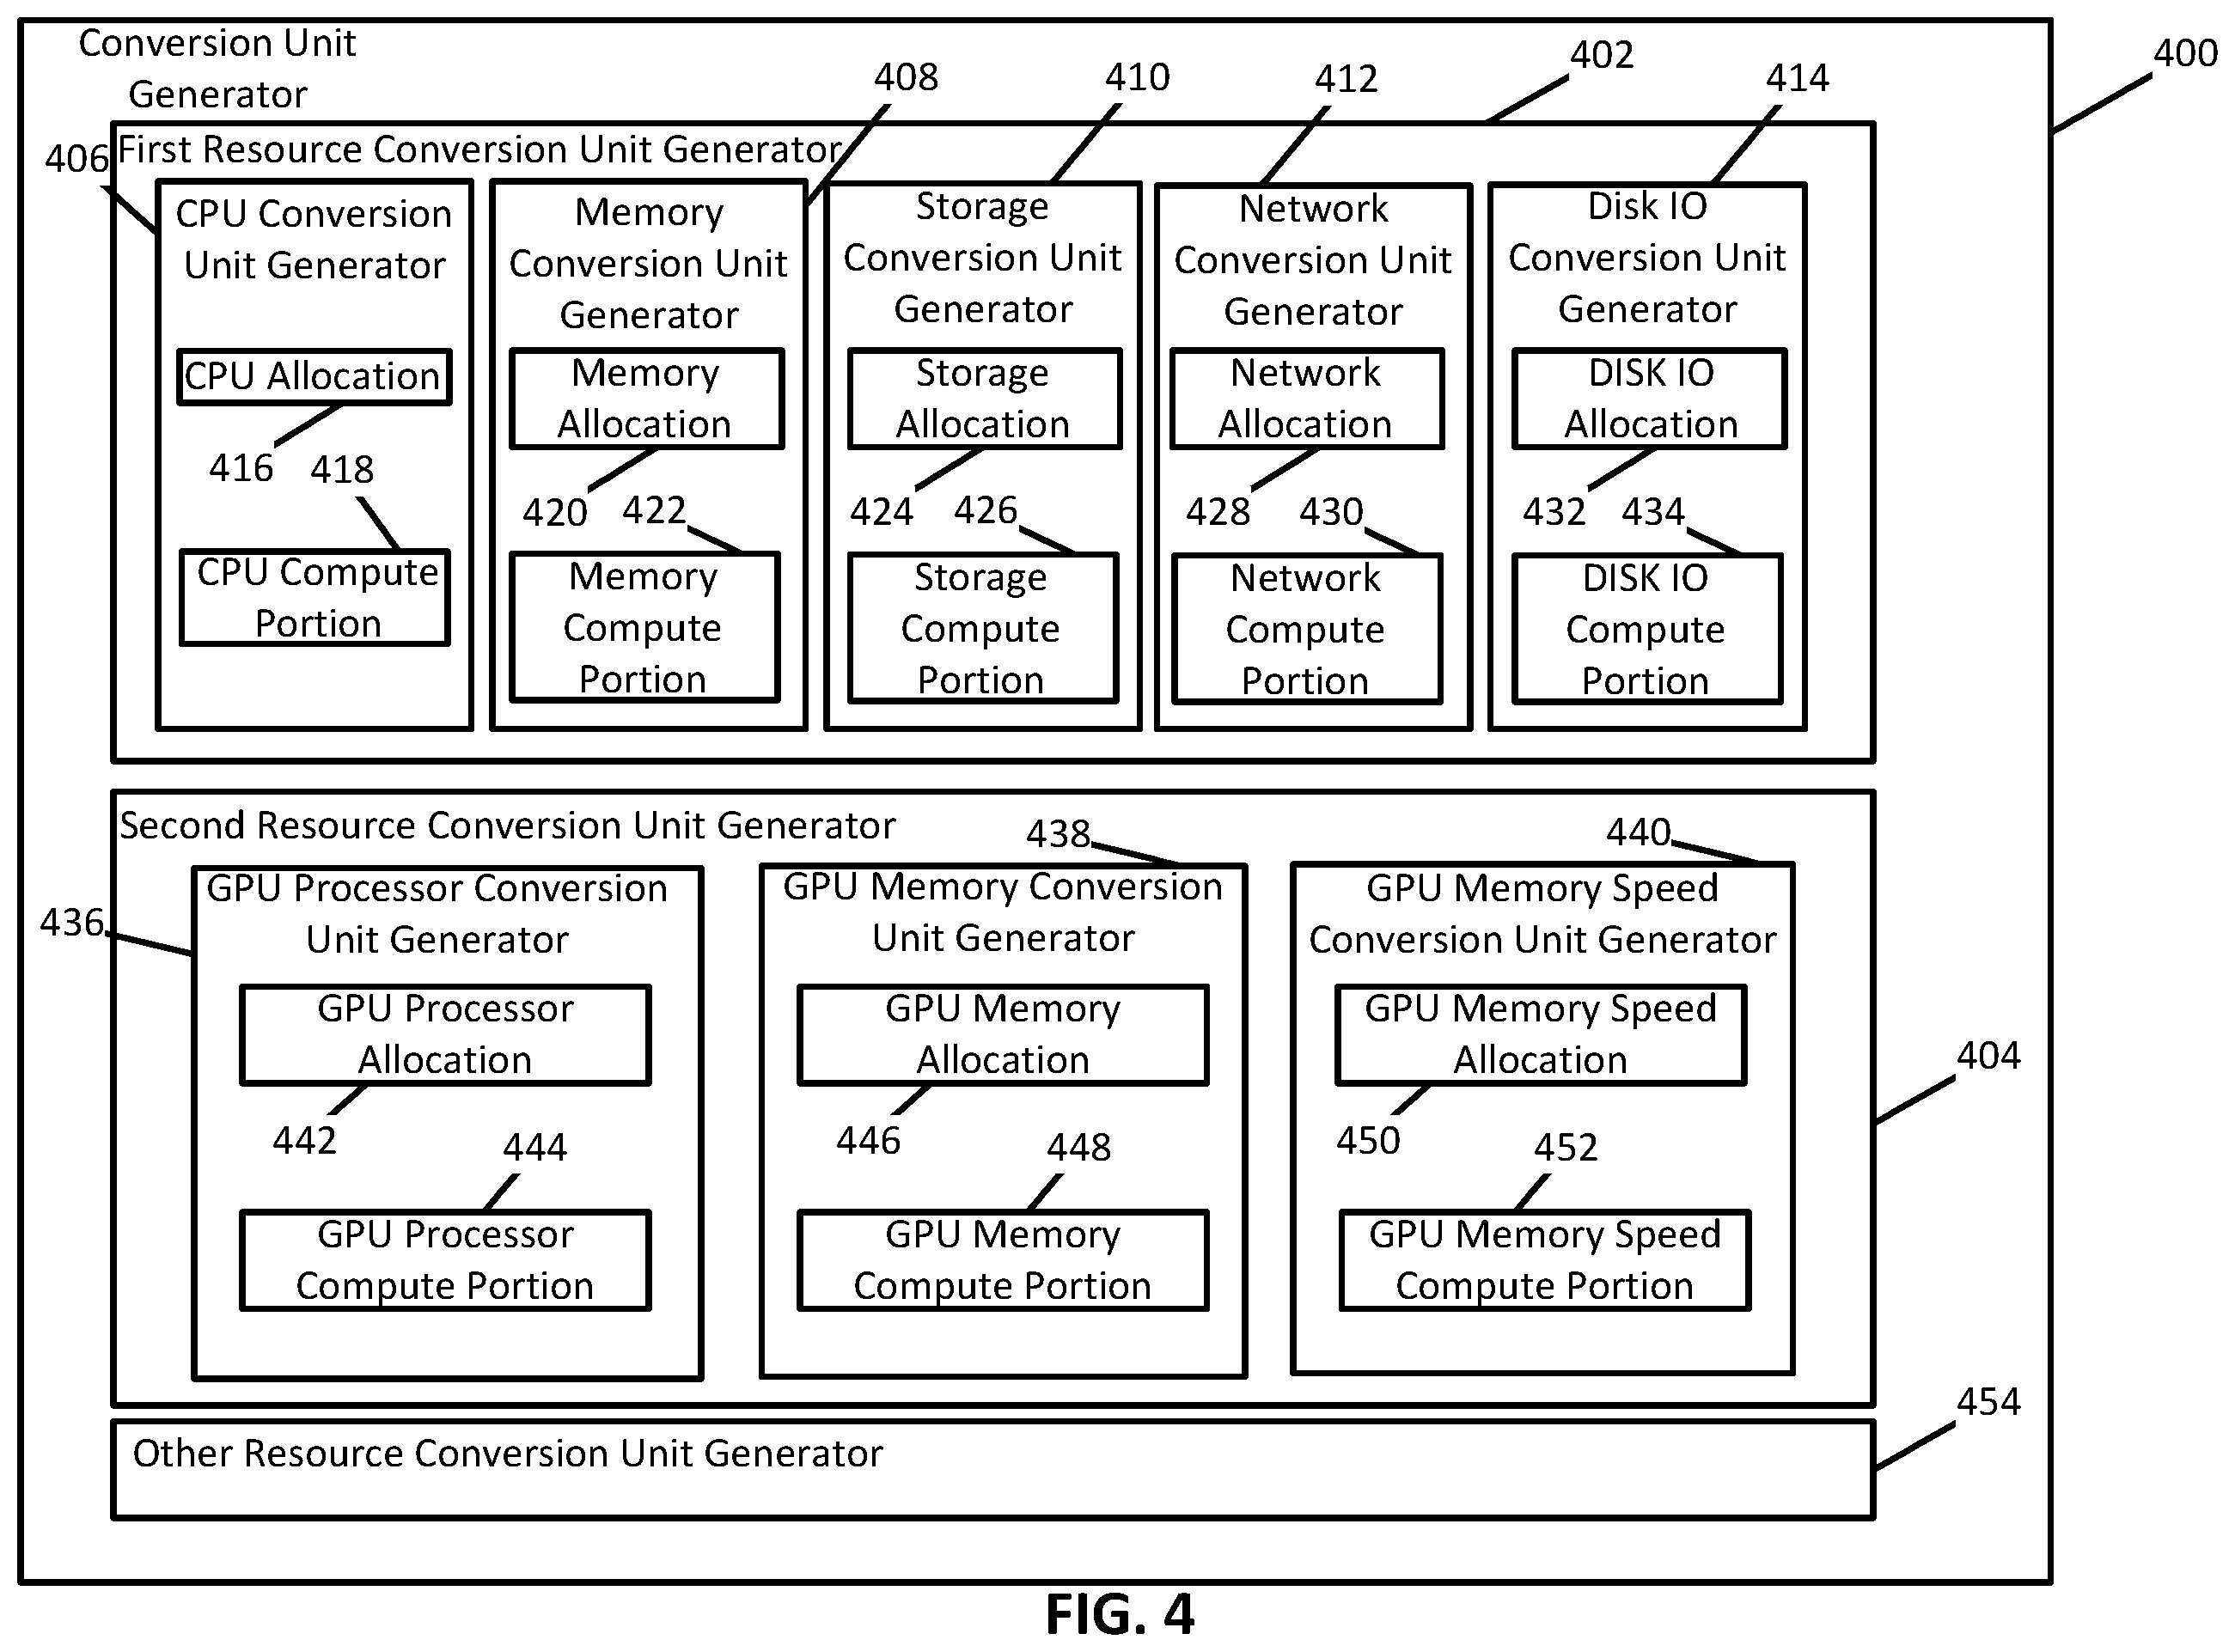 Conversion Unit
Generator
400
402
408
410
412
414
First Resource Conversion Unit Generator
406
CPU Conversion
Unit Generator
CPU Allocation
416
418
CPU Compute
Portion
Memory
Conversion Unit
Generator
Memory
Allocation
420
422
Memory
Compute
Portion
Storage
Conversion Unit
Generator
Storage
Allocation
424
426
Storage
Compute
Portion
Network
Conversion Unit
Generator
Network
Allocation
428
430
Network
Compute
Portion
Disk IO
Conversion Unit
Generator
DISK IO
Allocation
432
434
DISK IO
Compute
Portion
Second Resource Conversion Unit Generator
438
440
436
GPU Processor Conversion
Unit Generator
GPU Processor
Allocation
442
444
GPU Processor
Compute Portion
GPU Memory Conversion
Unit Generator
GPU Memory
Allocation
446
448
GPU Memory
Compute Portion
GPU Memory Speed
Conversion Unit Generator
GPU Memory Speed
Allocation
450
452
GPU Memory Speed
Compute Portion
404
454
Other Resource Conversion Unit Generator
FIG. 4